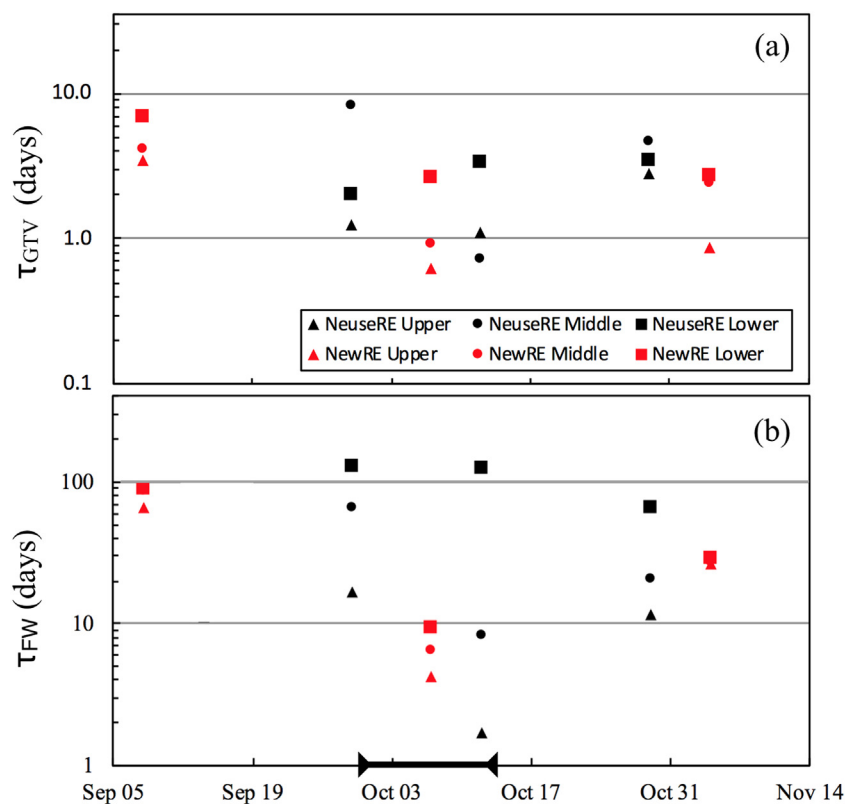 (a)
τGTV (days)
10.0
1.0
0.1
NeuseRE Upper NeuseRE Middle NeuseRE Lower
NewRE Upper NewRE Middle NewRE Lower
(b)
τFW (days)
100
10
1
Sep 05 Sep 19 Oct 03 Oct 17 Oct 31 Nov 14